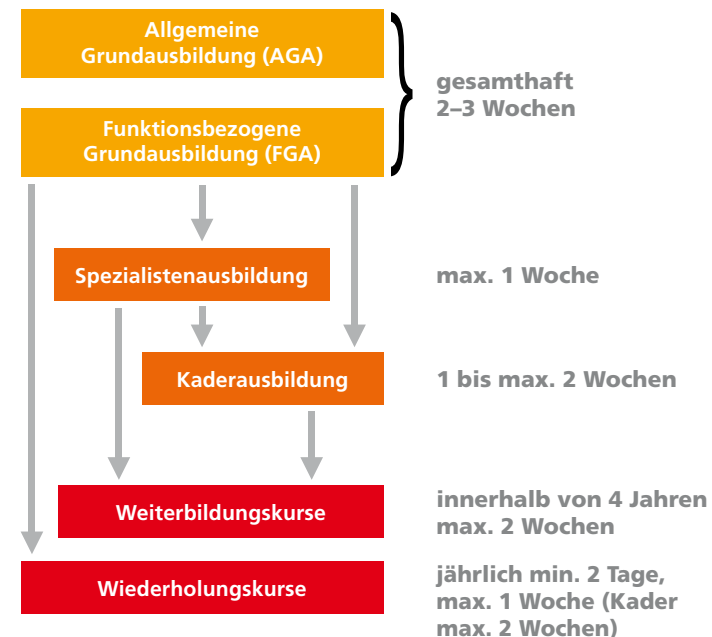 Allgemeine
Grundausbildung (AGA)
gesamthaft
2–3 Wochen
Funktionsbezogene
Grundausbildung (FGA)
Spezialistenausbildung
max. 1 Woche
Kaderausbildung
1 bis max. 2 Wochen
Weiterbildungskurse
innerhalb von 4 Jahren
max. 2 Wochen
Wiederholungskurse
jährlich min. 2 Tage,
max. 1 Woche (Kader
max. 2 Wochen)